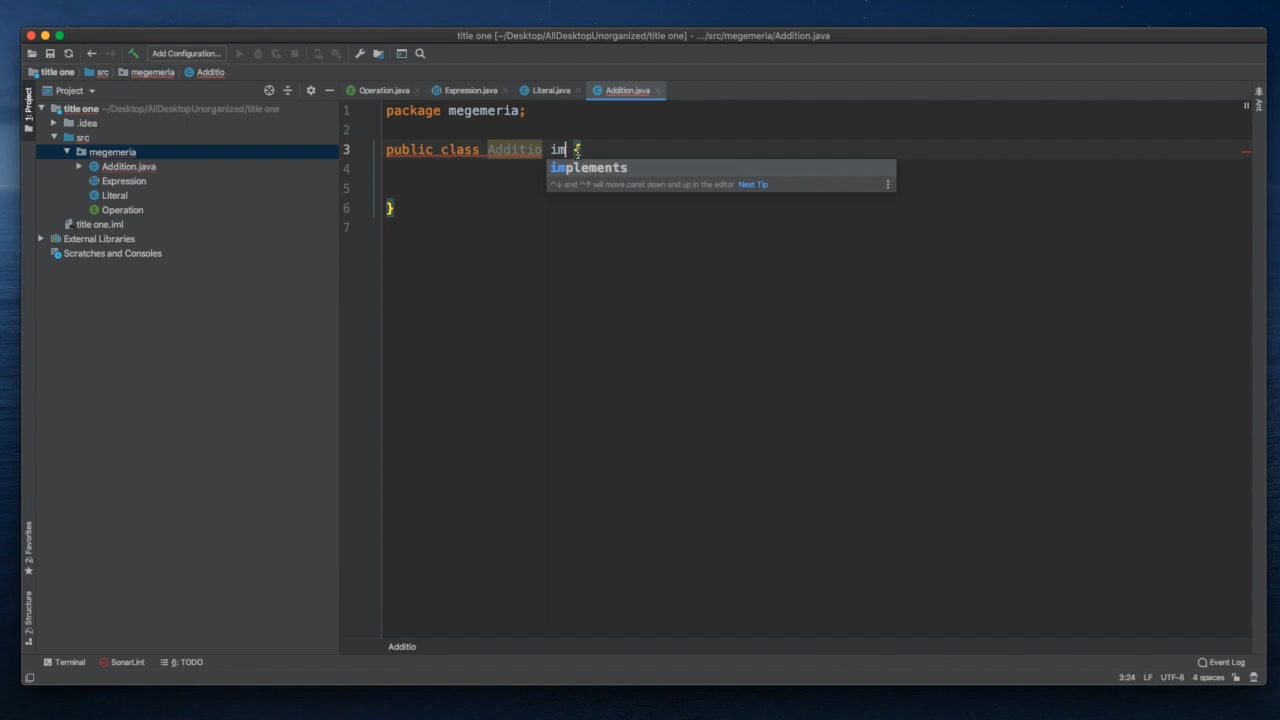 title one [~/Desktop/AllDesktopUnorganized/title one] - .../src/megemeria/Addition.java
Add Configuration...
title one src megemeria Additio
1: Project
Project
Operation.java Expression.java Literal.java Addition.java
Ant
title one ~/Desktop/AllDesktopUnorganized/title one
.idea
src
megemeria
Addition.java
Expression
Literal
Operation
title one.iml
External Libraries
Scratches and Consoles
1 package megemeria;
2
3 public class Additio im {
4
5
6 }
7
implements
^↓ and ^↑ will move caret down and up in the editor Next Tip
2: Favorites
7: Structure
Additio
Terminal SonarLint 6: TODO Event Log
3:24 LF UTF-8 4 spaces